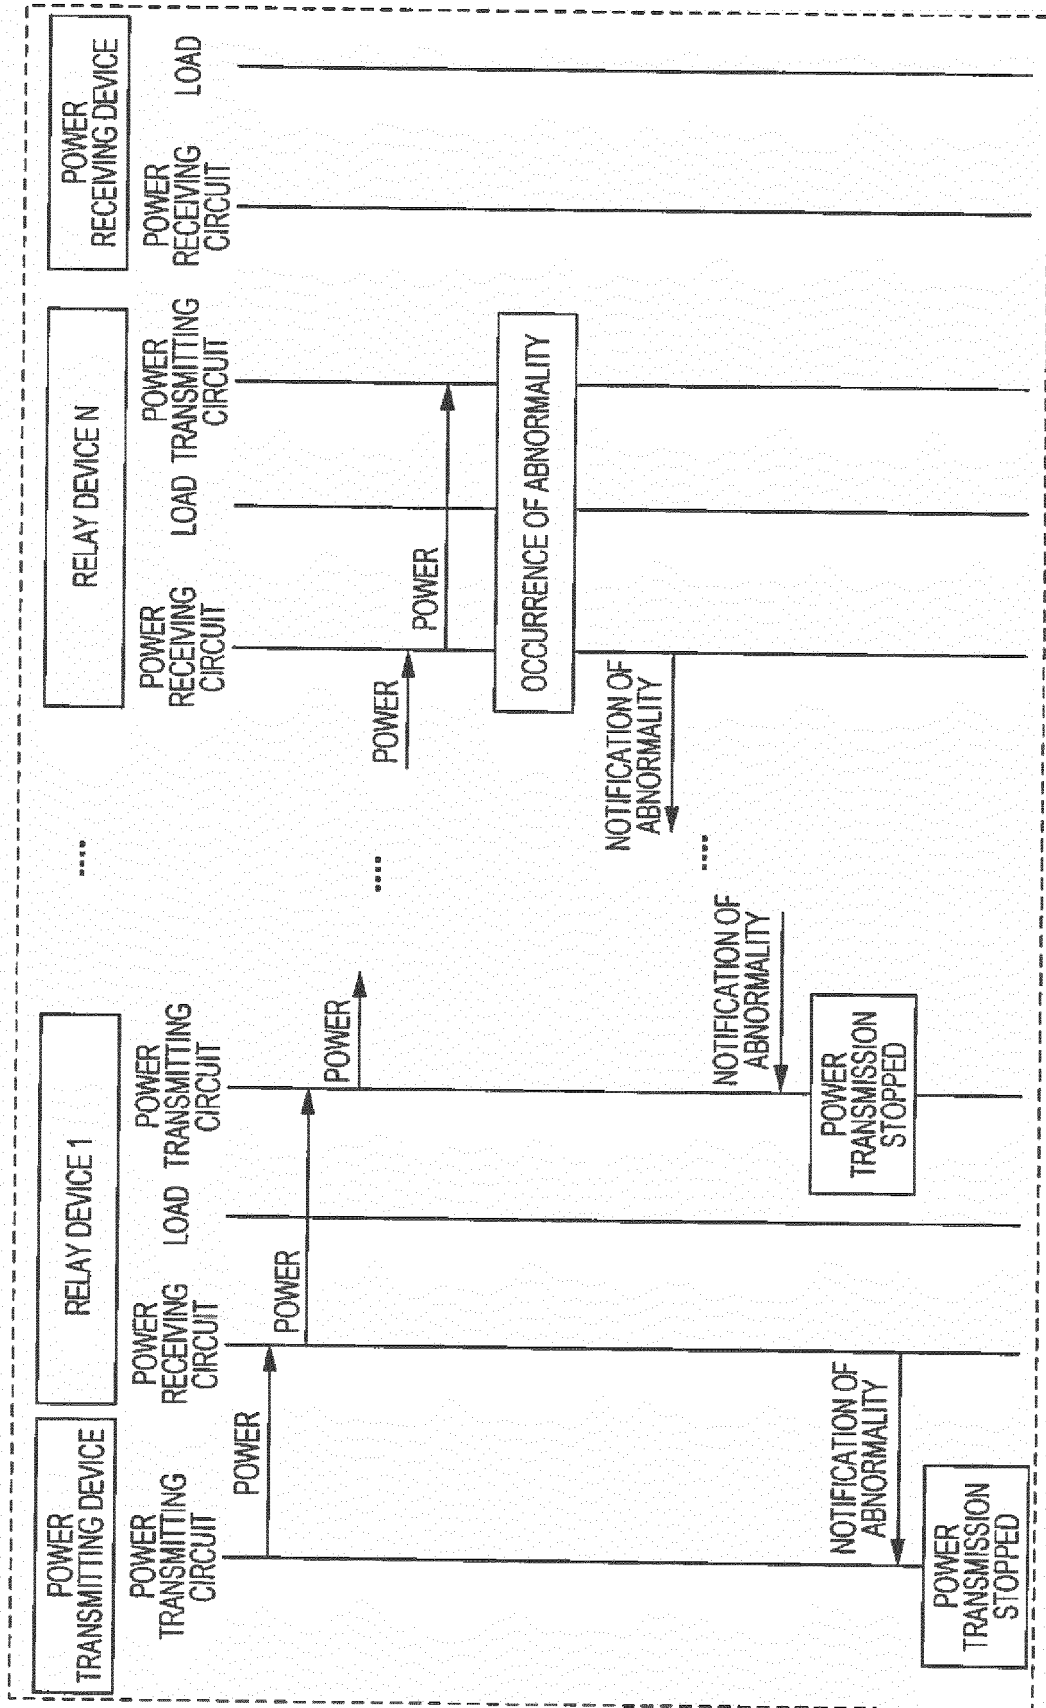 POWER
TRANSMITTING DEVICE
RELAY DEVICE 1
....
RELAY DEVICE N
POWER
RECEIVING DEVICE
POWER
TRANSMITTING
CIRCUIT
POWER
RECEIVING
CIRCUIT
LOAD
POWER
TRANSMITTING
CIRCUIT
POWER
RECEIVING
CIRCUIT
LOAD
POWER
TRANSMITTING
CIRCUIT
POWER
RECEIVING
CIRCUIT
LOAD
POWER
POWER
POWER
....
POWER
POWER
OCCURRENCE OF ABNORMALITY
NOTIFICATION OF
ABNORMALITY
....
NOTIFICATION OF
ABNORMALITY
POWER
TRANSMISSION
STOPPED
NOTIFICATION OF
ABNORMALITY
POWER
TRANSMISSION
STOPPED